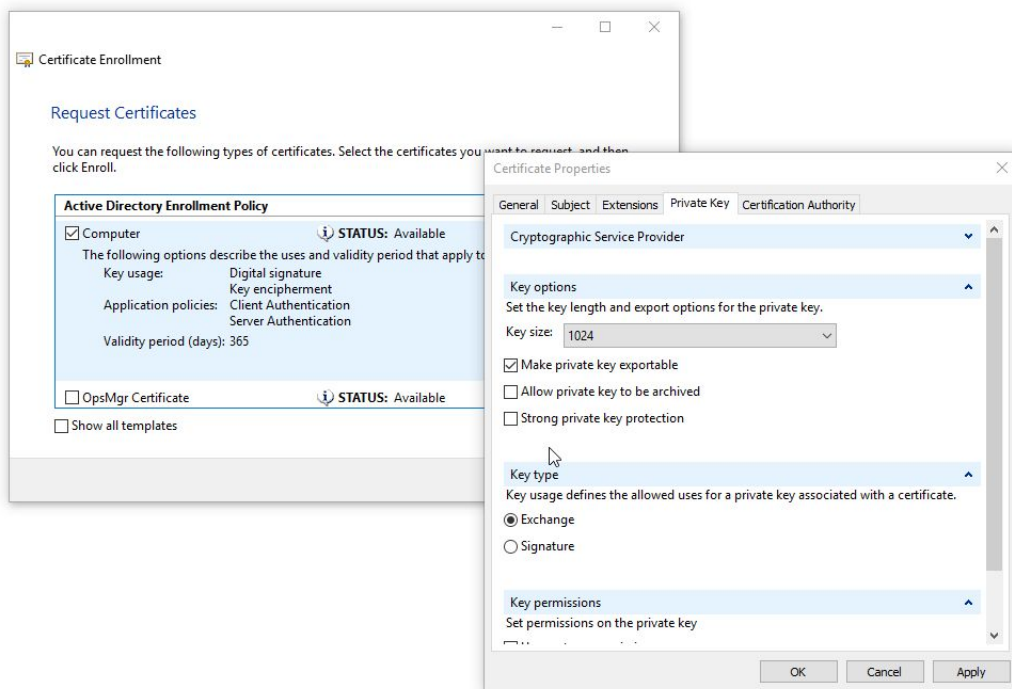 Certificate Enrollment
Request Certificates
You can request the following types of certificates. Select the certificates you want to request, and then
click Enroll.
Active Directory Enrollment Policy
Computer
STATUS: Available
The following options describe the uses and validity period that apply to
Key usage: Digital signature
Key encipherment
Application policies: Client Authentication
Server Authentication
Validity period (days): 365
OpsMgr Certificate
STATUS: Available
Show all templates
Certificate Properties
General Subject Extensions Private Key Certification Authority
Cryptographic Service Provider
Key options
Set the key length and export options for the private key.
Key size: 1024
Make private key exportable
Allow private key to be archived
Strong private key protection
Key type
Key usage defines the allowed uses for a private key associated with a certificate.
Exchange
Signature
Key permissions
Set permissions on the private key
OK Cancel Apply